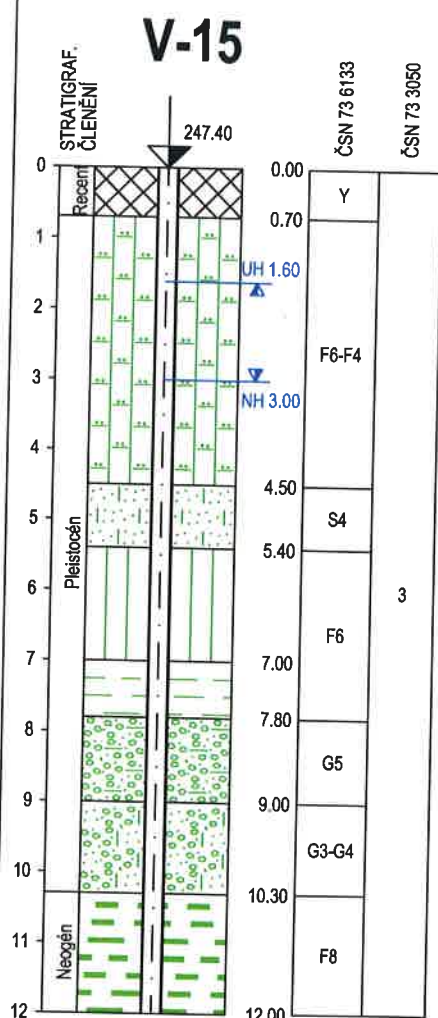 V-15
STRATIGRAF.
ČLENĚNÍ
ČSN 73 6133
ČSN 73 3050
247.40
0
0.00
Recent
Y
0.70
1
UH 1.60
2
F6-F4
3
NH 3.00
4
4.50
5
S4
5.40
Pleistocén
6
3
F6
7
7.00
7.80
8
G5
9
9.00
G3-G4
10
10.30
Neogén
11
F8
12
12.00